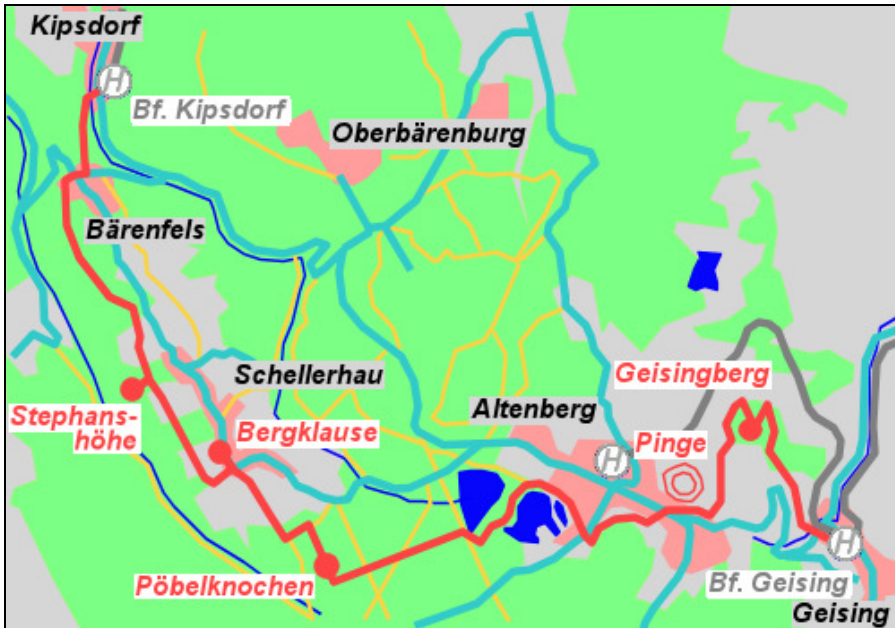 Kipsdorf
H
Bf. Kipsdorf
Oberbärenburg
Bärenfels
Schellerhau
Geisingberg
Stephans-
höhe
Bergklause
Altenberg
Pinge
H
H
Pöbelknochen
Bf. Geising
Geising